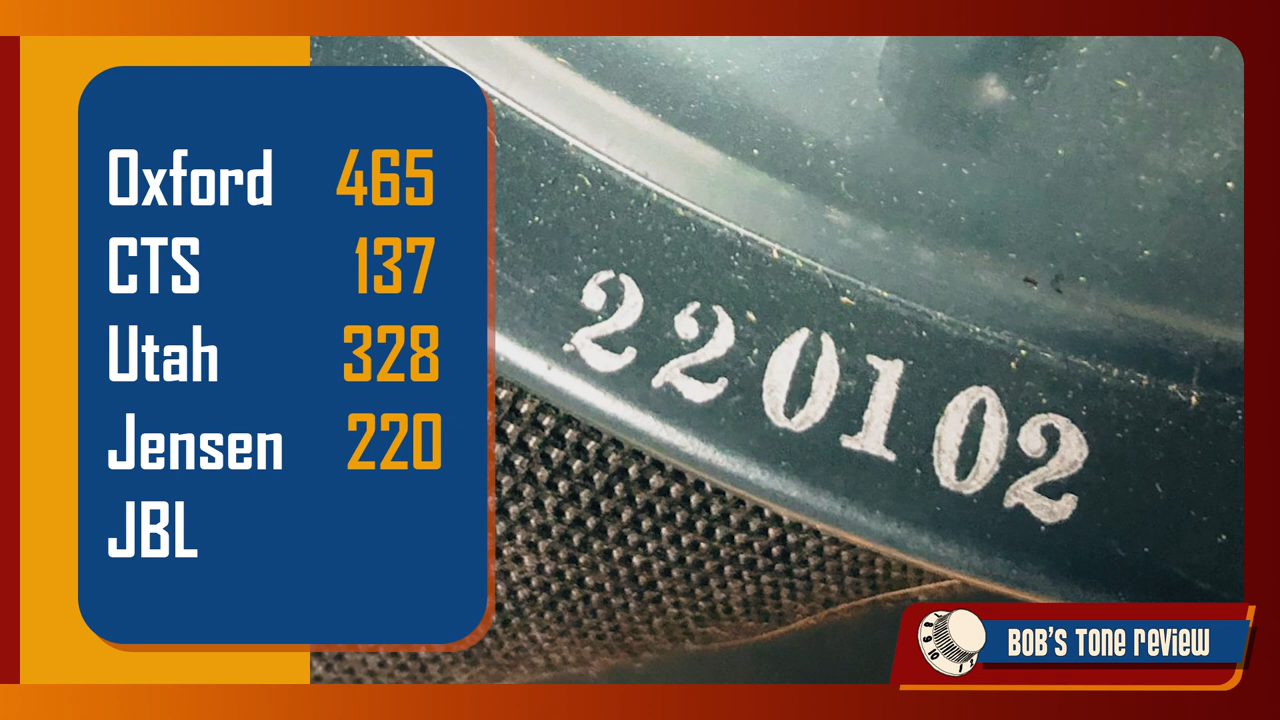 Oxford 465
CTS 137
Utah 328
Jensen 220
JBL
220102
BOB'S TONE REVIEW